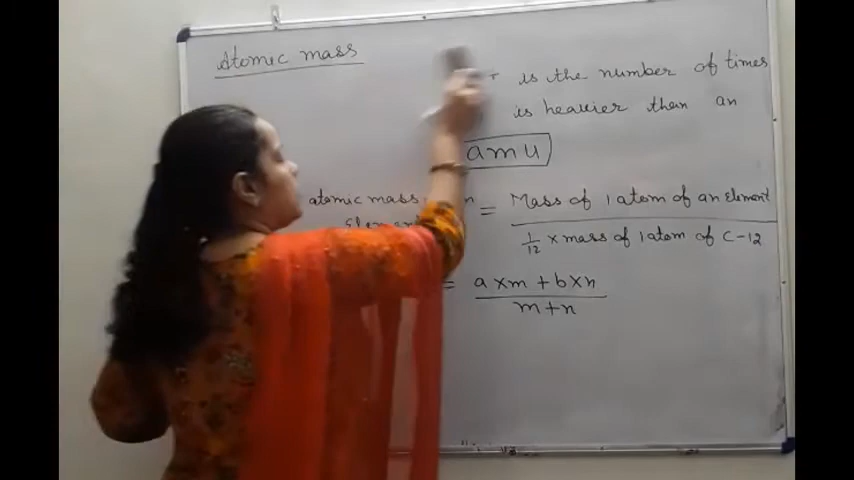 Atomic mass
is the number of times
is heavier than an
amu
atomic mass = Mass of 1 atom of an Element
Element 1/12 x mass of 1 atom of C-12
= a x m + b x n
m + n